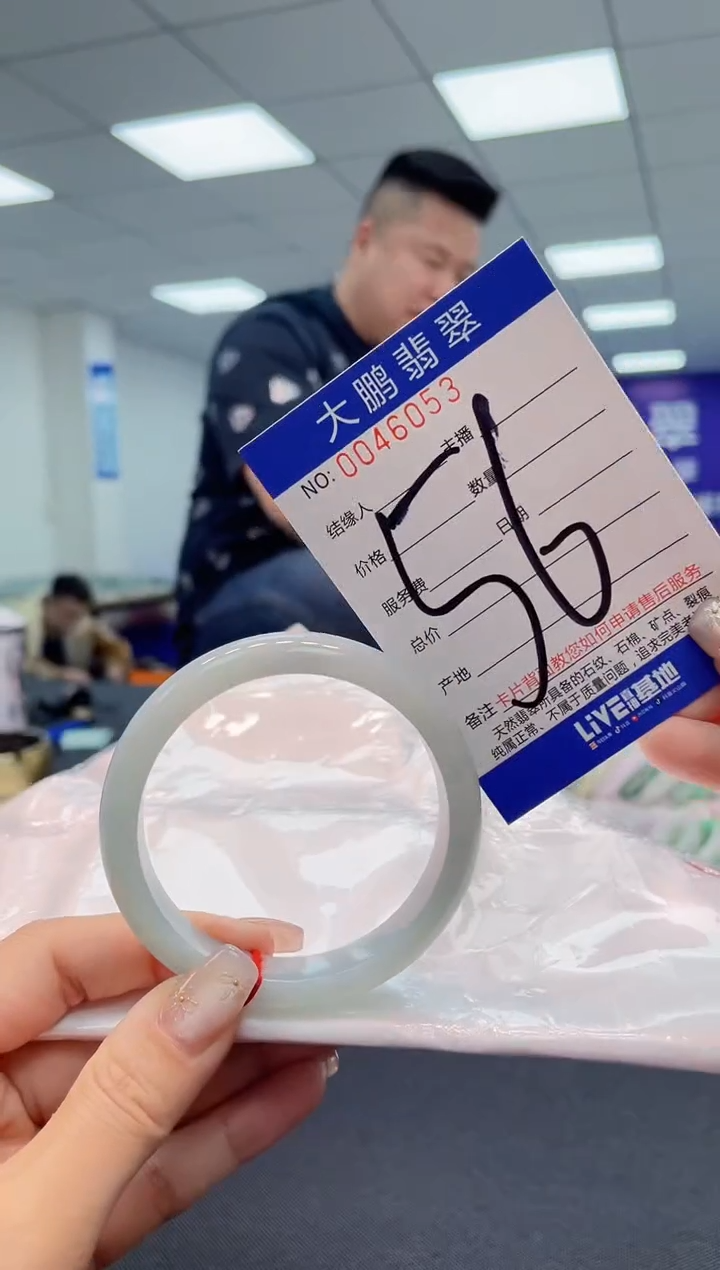 大鹏翡翠
NO: 0046053
结缘人 主播
价格 数量
服务费 日期
总价
产地
56
备注 卡片背面教您如何申请售后服务
天然翡翠所具备的石纹、石棉、矿点、裂痕
纯属正常、不属于质量问题，追求完美者
LIVE 基地
翠